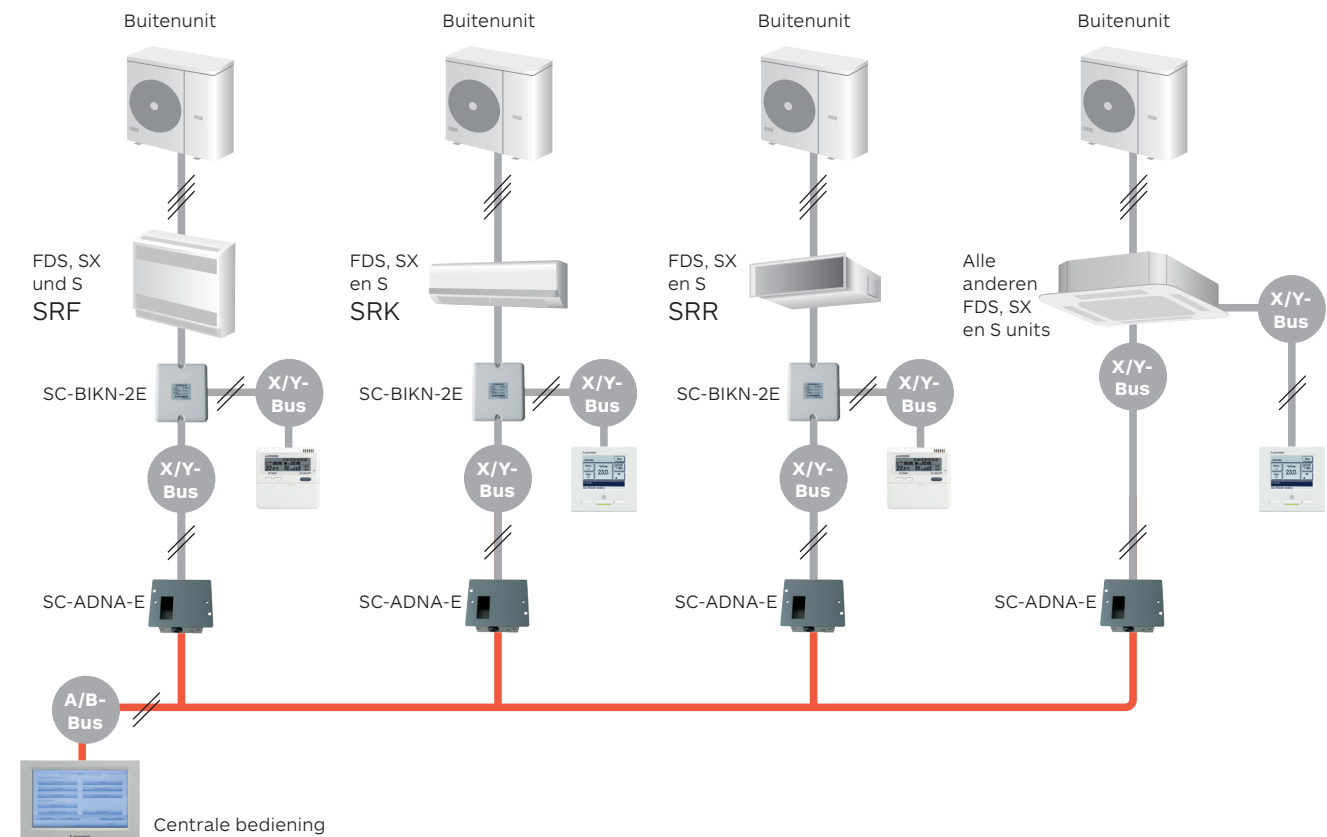 Buitenunit
Buitenunit
Buitenunit
Buitenunit
FDS, SX
und S
SRF
FDS, SX
en S
SRK
FDS, SX
en S
SRR
Alle
anderen
FDS, SX
en S units
X/Y-
Bus
X/Y-
Bus
SC-BIKN-2E
X/Y-
Bus
SC-BIKN-2E
X/Y-
Bus
SC-BIKN-2E
X/Y-
Bus
X/Y-
Bus
X/Y-
Bus
X/Y-
Bus
23.0
SC-ADNA-E
SC-ADNA-E
SC-ADNA-E
SC-ADNA-E
A/B-
Bus
Centrale bediening